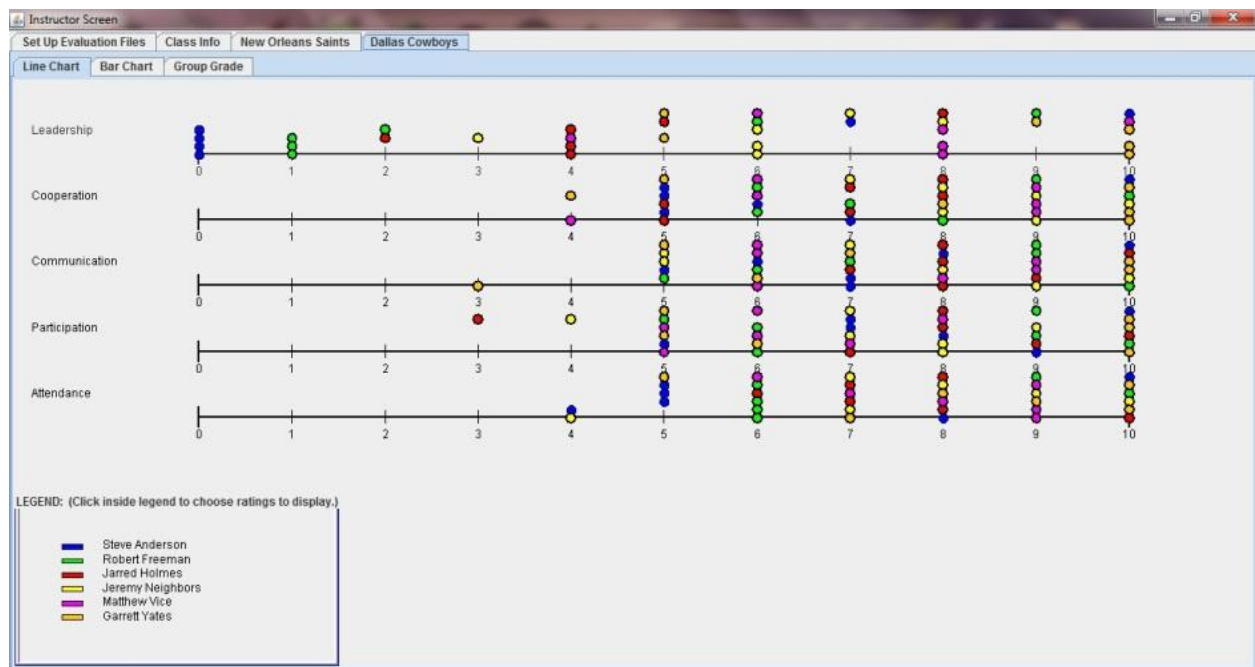 Instructor Screen
Set Up Evaluation Files Class Info New Orleans Saints Dallas Cowboys
Line Chart Bar Chart Group Grade
Leadership
0 1 2 3 4 5 6 7 8 9 10
Cooperation
0 1 2 3 4 5 6 7 8 9 10
Communication
0 1 2 3 4 5 6 7 8 9 10
Participation
0 1 2 3 4 5 6 7 8 9 10
Attendance
0 1 2 3 4 5 6 7 8 9 10
LEGEND: (Click inside legend to choose ratings to display.)
Steve Anderson
Robert Freeman
Jarred Holmes
Jeremy Neighbors
Matthew Vice
Garrett Yates